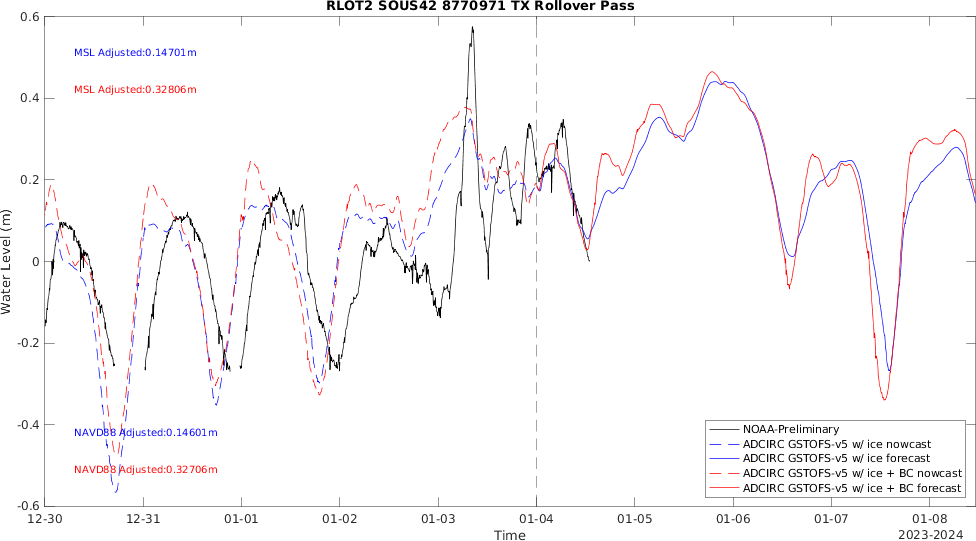 RLOT2 SOUS42 8770971 TX Rollover Pass
0.6
0.4
0.2
0
-0.2
-0.4
-0.6
Water Level (m)
MSL Adjusted:0.14701m
MSL Adjusted:0.32806m
NAVD88 Adjusted:0.14601m
NAVD88 Adjusted:0.32706m
NOAA-Preliminary
ADCIRC GSTOFS-v5 w/ ice nowcast
ADCIRC GSTOFS-v5 w/ ice forecast
ADCIRC GSTOFS-v5 w/ ice + BC nowcast
ADCIRC GSTOFS-v5 w/ ice + BC forecast
12-30 12-31 01-01 01-02 01-03 01-04 01-05 01-06 01-07 01-08
Time
2023-2024